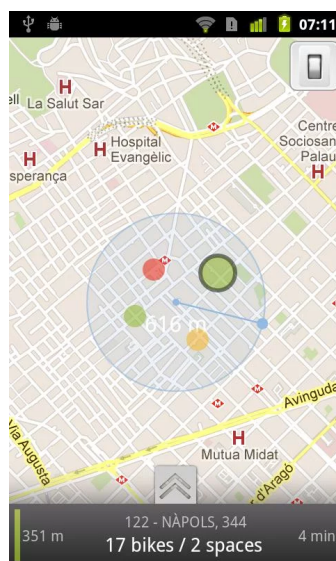 07:11
H
ell La Salut Sar
M
Centre
Sociosan
Palau
H
H Hospital
Evangèlic
H
sperança
M
616 m
M
M
Avinguda
H
Mutua Midat
Via Augusta
M
M
d'Aragó
122 - NÀPOLS, 344
351 m
17 bikes / 2 spaces
4 min